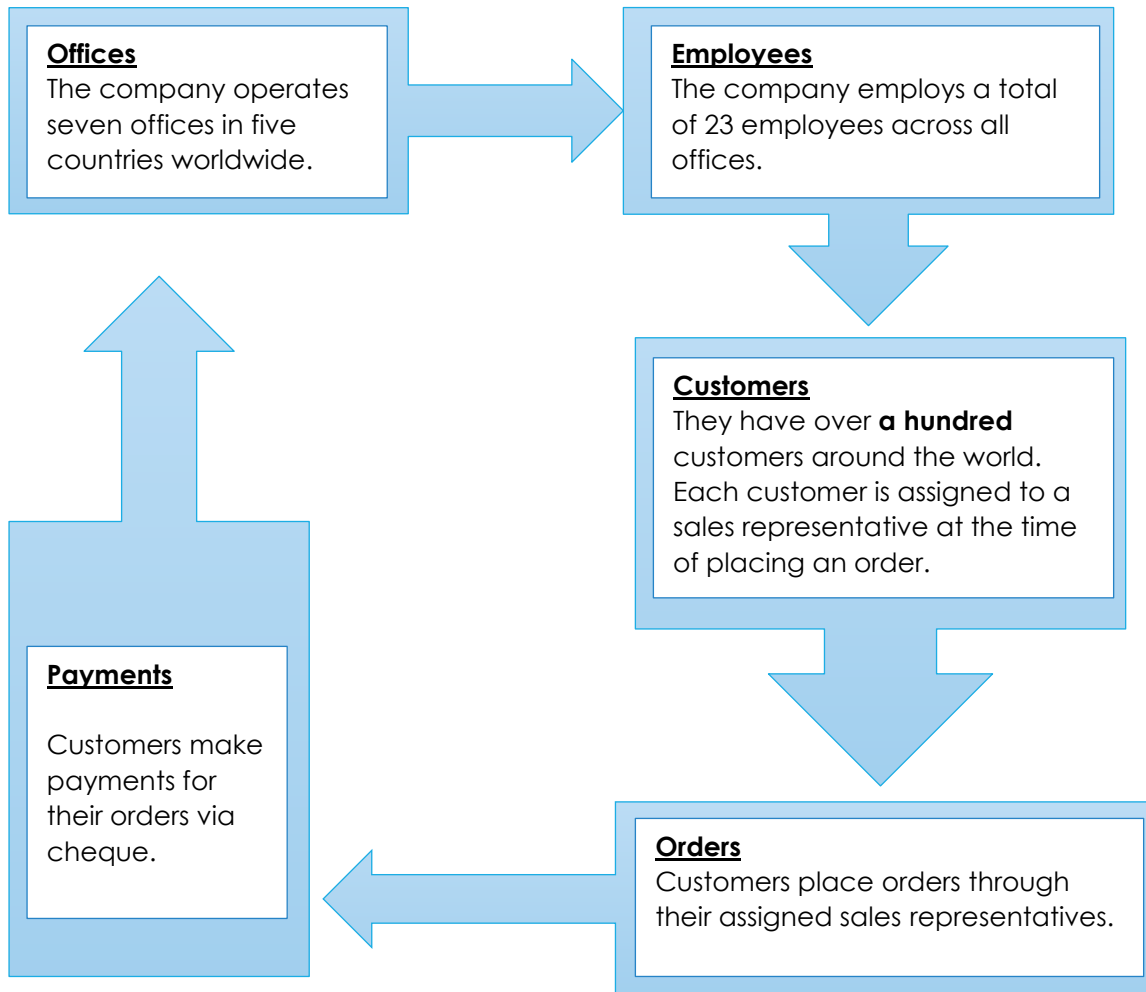 Offices
The company operates
seven offices in five
countries worldwide.
Employees
The company employs a total
of 23 employees across all
offices.
Customers
They have over a hundred
customers around the world.
Each customer is assigned to a
sales representative at the time
of placing an order.
Orders
Customers place orders through
their assigned sales representatives.
Payments
Customers make
payments for
their orders via
cheque.